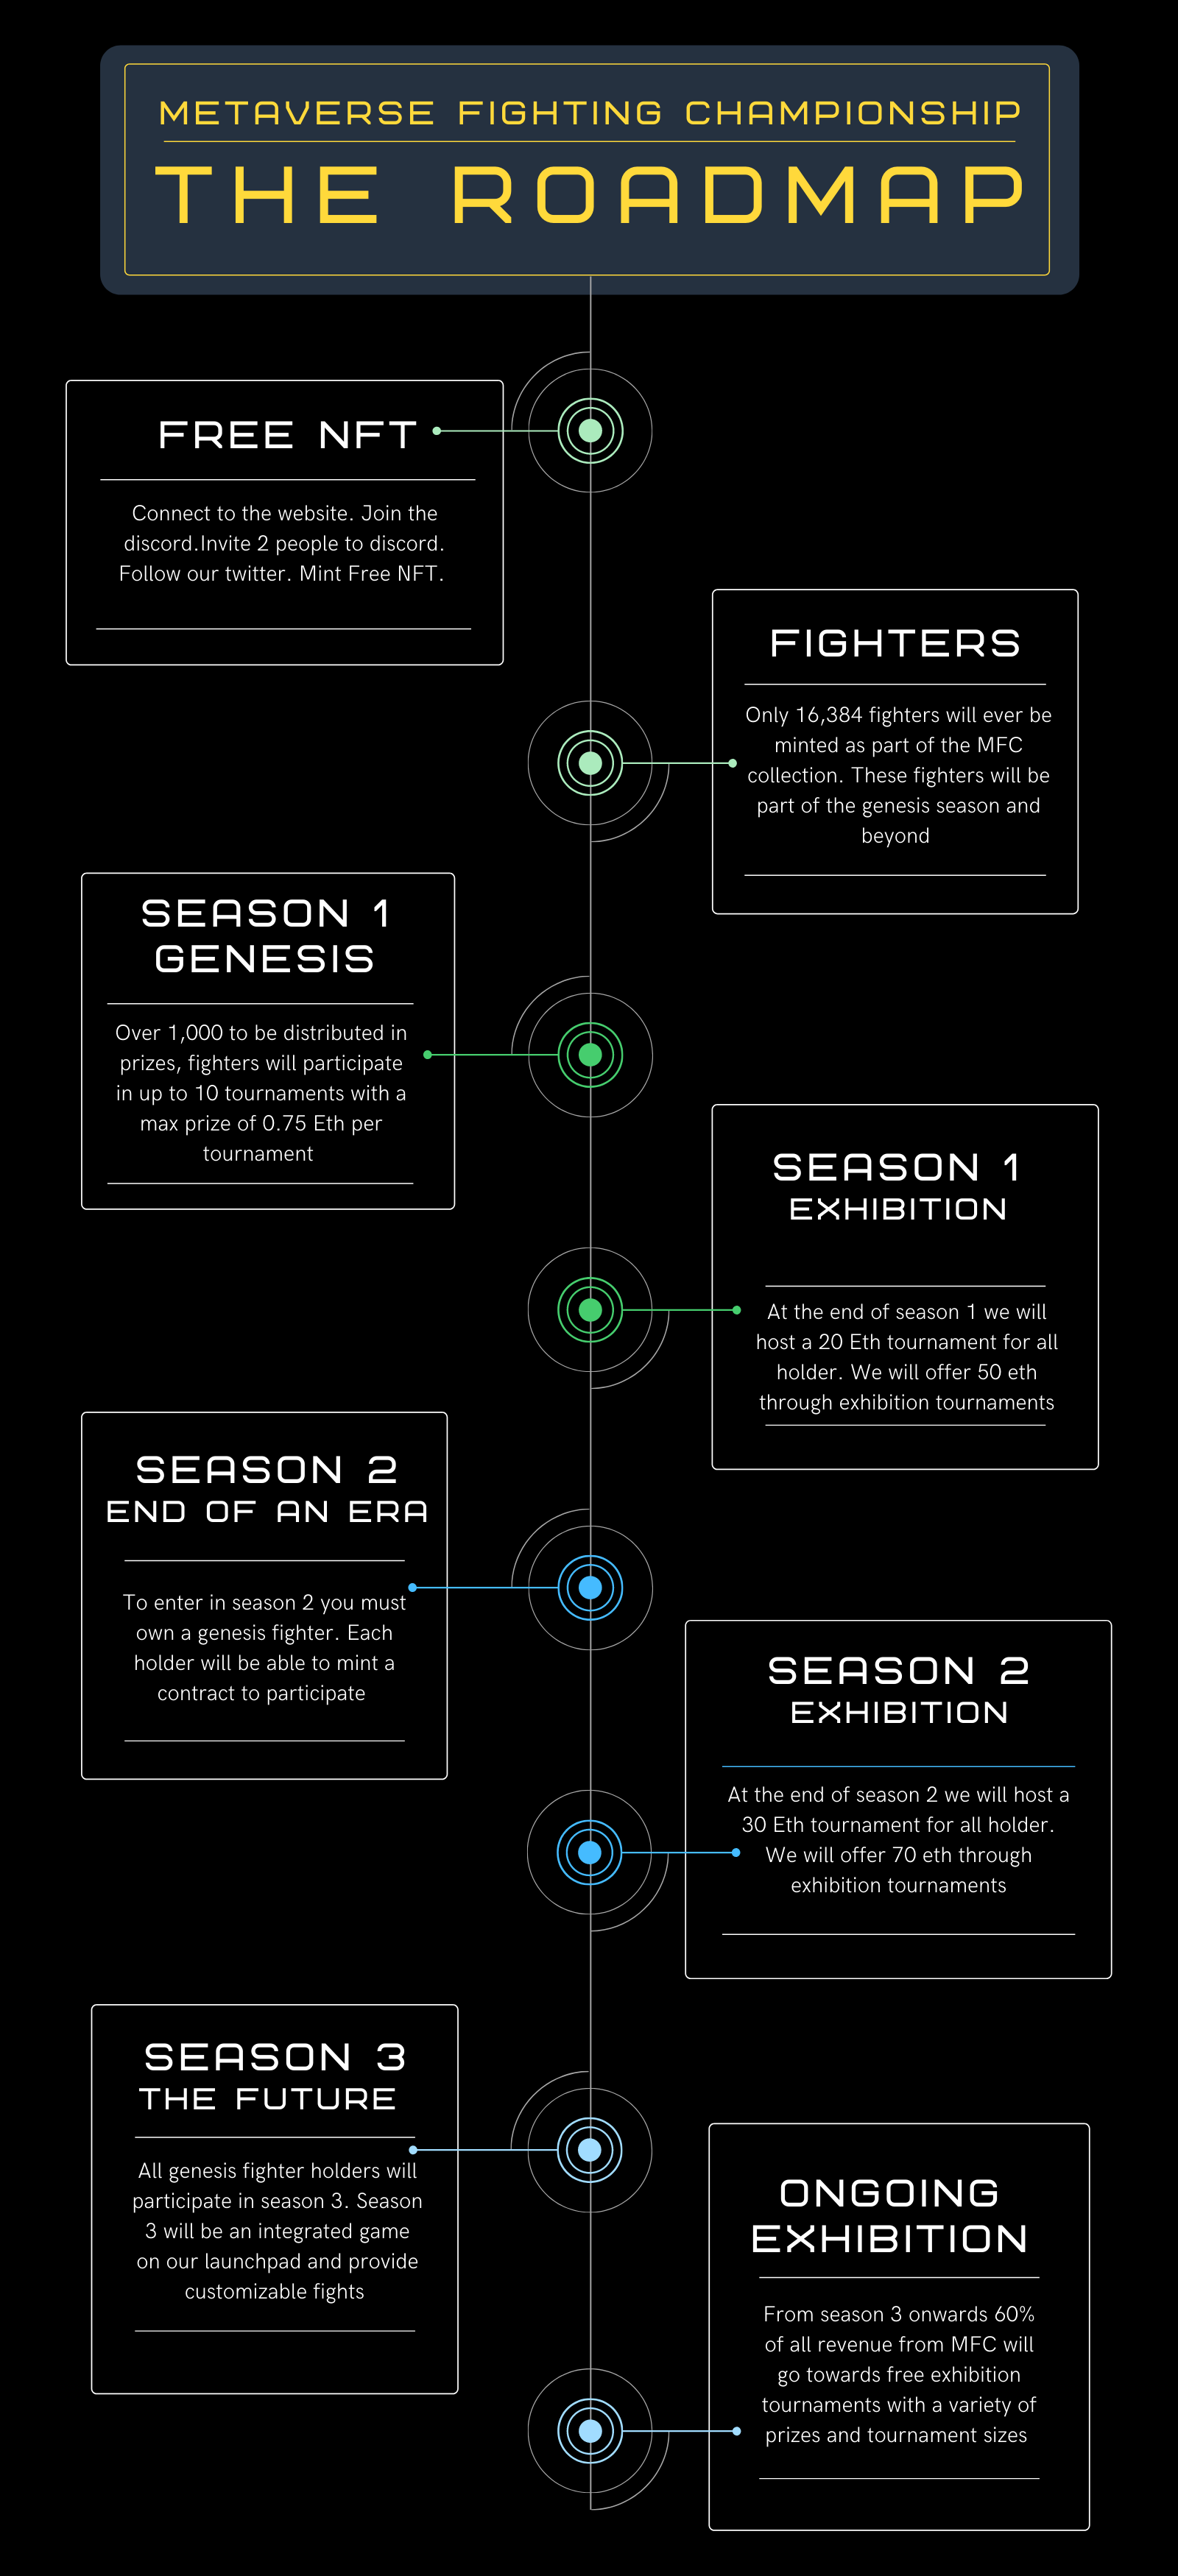 METAVERSE FIGHTING CHAMPIONSHIP
THE ROADMAP
FREE NFT
Connect to the website. Join the
discord.Invite 2 people to discord.
Follow our twitter. Mint Free NFT.
FIGHTERS
Only 16,384 fighters will ever be
minted as part of the MFC
collection. These fighters will be
part of the genesis season and
beyond
SEASON 1
GENESIS
Over 1,000 to be distributed in
prizes, fighters will participate
in up to 10 tournaments with a
max prize of 0.75 Eth per
tournament
SEASON 1
EXHIBITION
At the end of season 1 we will
host a 20 Eth tournament for all
holder. We will offer 50 eth
through exhibition tournaments
SEASON 2
END OF AN ERA
To enter in season 2 you must
own a genesis fighter. Each
holder will be able to mint a
contract to participate
SEASON 2
EXHIBITION
At the end of season 2 we will host a
30 Eth tournament for all holder.
We will offer 70 eth through
exhibition tournaments
SEASON 3
THE FUTURE
All genesis fighter holders will
participate in season 3. Season
3 will be an integrated game
on our launchpad and provide
customizable fights
ONGOING
EXHIBITION
From season 3 onwards 60%
of all revenue from MFC will
go towards free exhibition
tournaments with a variety of
prizes and tournament sizes